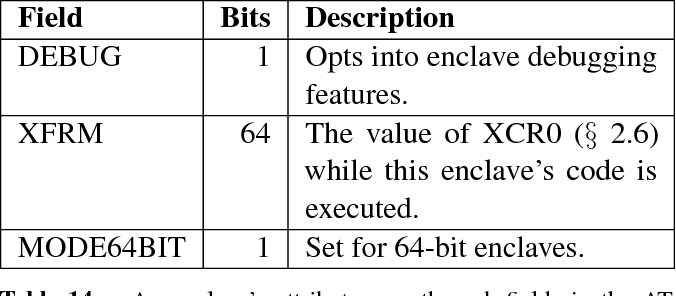 Field Bits Description
DEBUG 1 Opts into enclave debugging
features.
XFRM 64 The value of XCR0 (§ 2.6)
while this enclave's code is
executed.
MODE64BIT 1 Set for 64-bit enclaves.